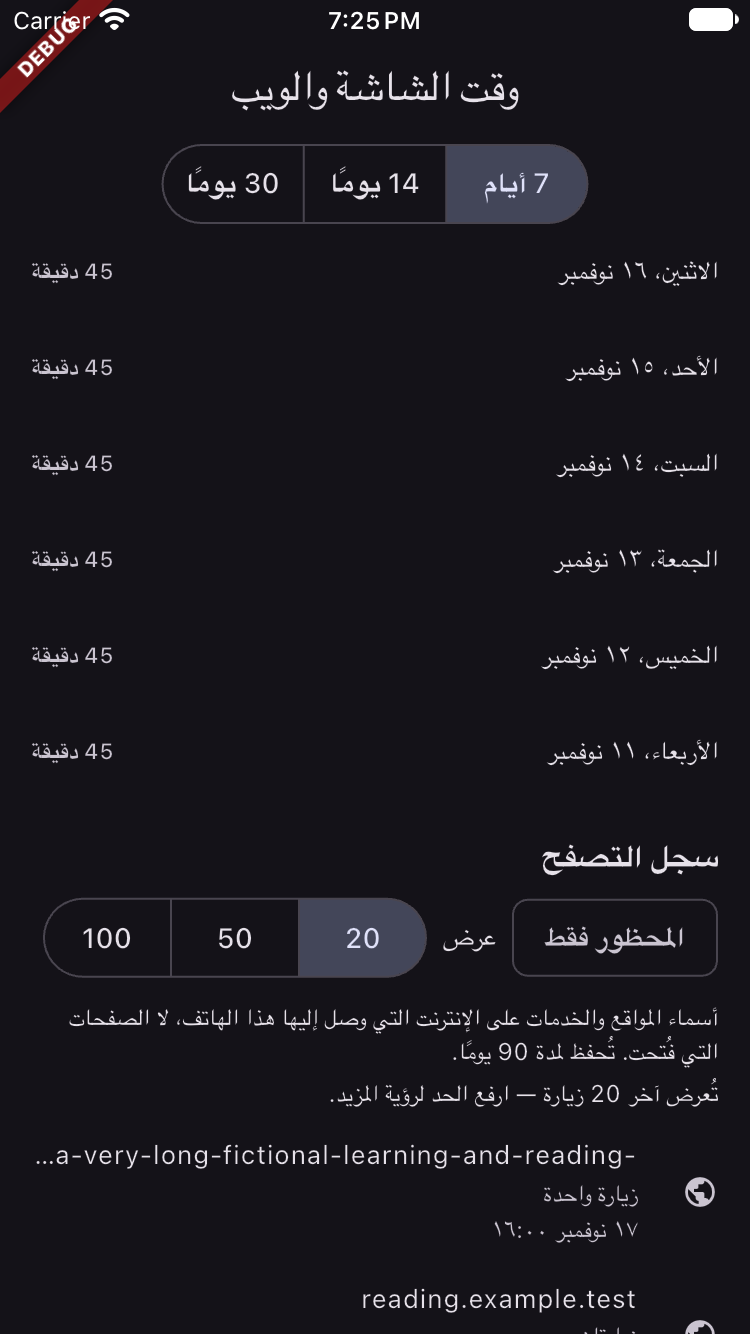 Carrier
7:25 PM
DEBUG
وقت الشاشة والويب
7 أيام
14 يومًا
30 يومًا
الاثنين، ١٦ نوفمبر
45 دقيقة
الأحد، ١٥ نوفمبر
45 دقيقة
السبت، ١٤ نوفمبر
45 دقيقة
الجمعة، ١٣ نوفمبر
45 دقيقة
الخميس، ١٢ نوفمبر
45 دقيقة
الأربعاء، ١١ نوفمبر
45 دقيقة
سجل التصفح
المحظور فقط
عرض
20
50
100
أسماء المواقع والخدمات على الإنترنت التي وصل إليها هذا الهاتف، لا الصفحات
التي فُتحت. تُحفظ لمدة 90 يومًا.
تُعرض آخر 20 زيارة — ارفع الحد لرؤية المزيد.
a-very-long-fictional-learning-and-reading-…
زيارة واحدة
١٧ نوفمبر ١٦:٠٠
reading.example.test